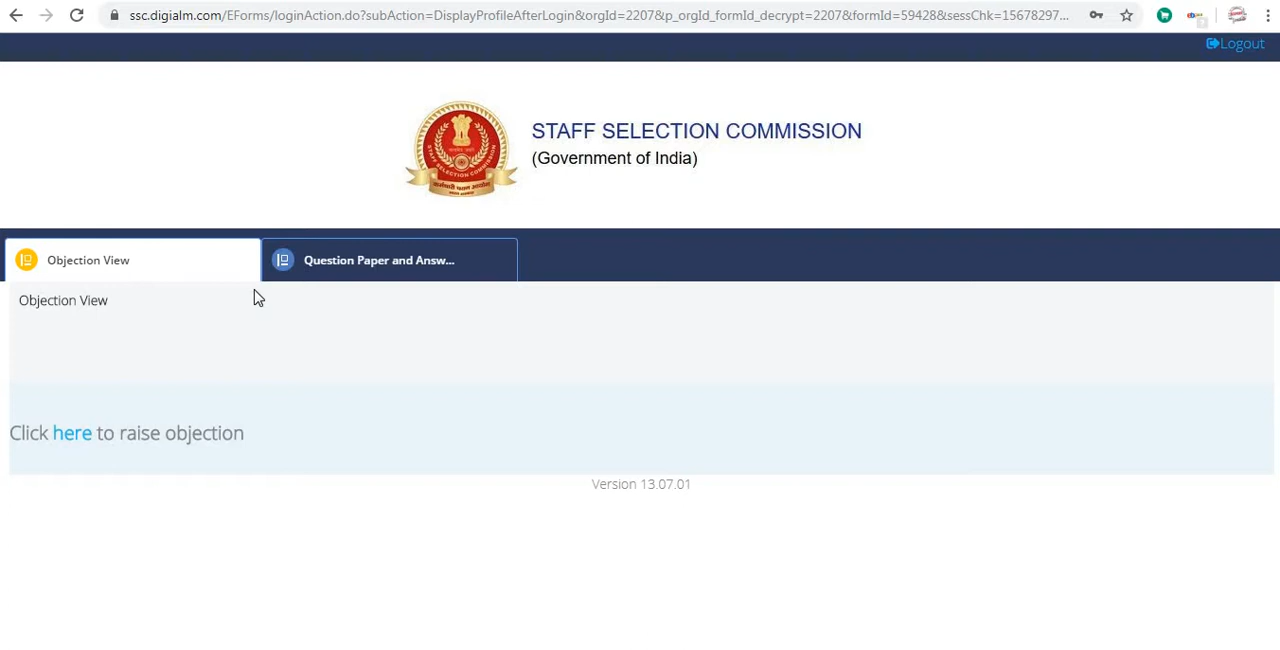 ssc.digialm.com/EForms/loginAction.do?subAction=DisplayProfileAfterLogin&orgId=2207&p_orgId_formId_decrypt=2207&formId=59428&sessChk=15678297...
Logout
STAFF SELECTION COMMISSION
(Government of India)
Objection View
Question Paper and Answ...
Objection View
Click here to raise objection
Version 13.07.01